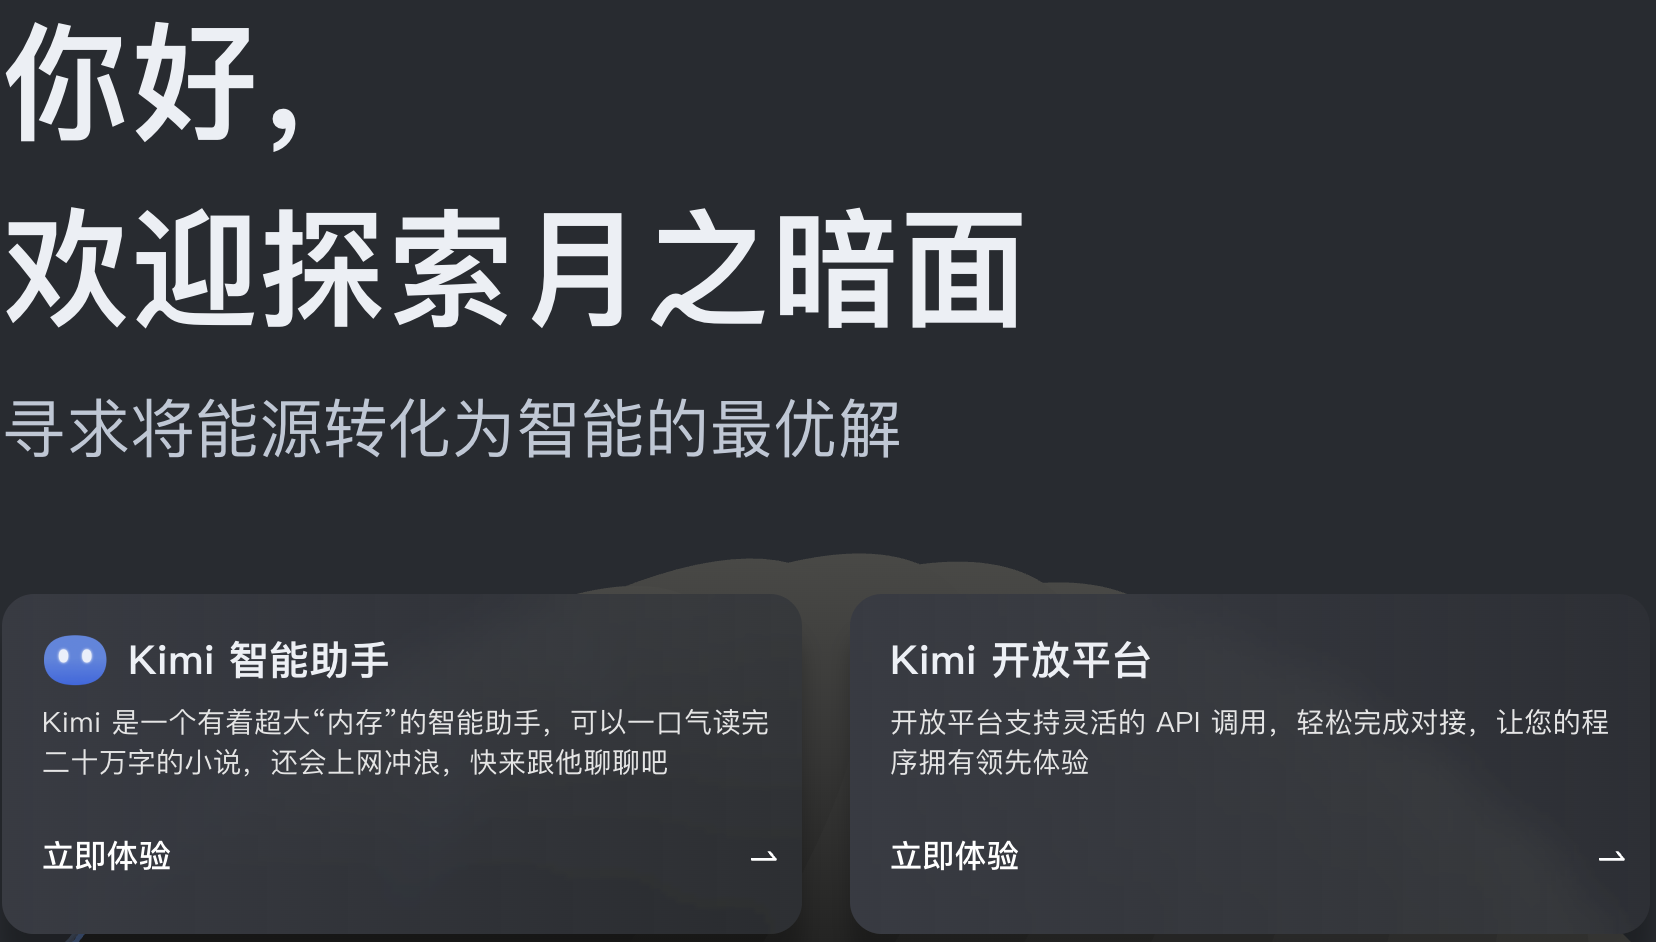 你好，
欢迎探索月之暗面
寻求将能源转化为智能的最优解
Kimi 智能助手
Kimi 是一个有着超大“内存”的智能助手，可以一口气读完
二十万字的小说，还会上网冲浪，快来跟他聊聊吧
立即体验
Kimi 开放平台
开放平台支持灵活的 API 调用，轻松完成对接，让您的程
序拥有领先体验
立即体验